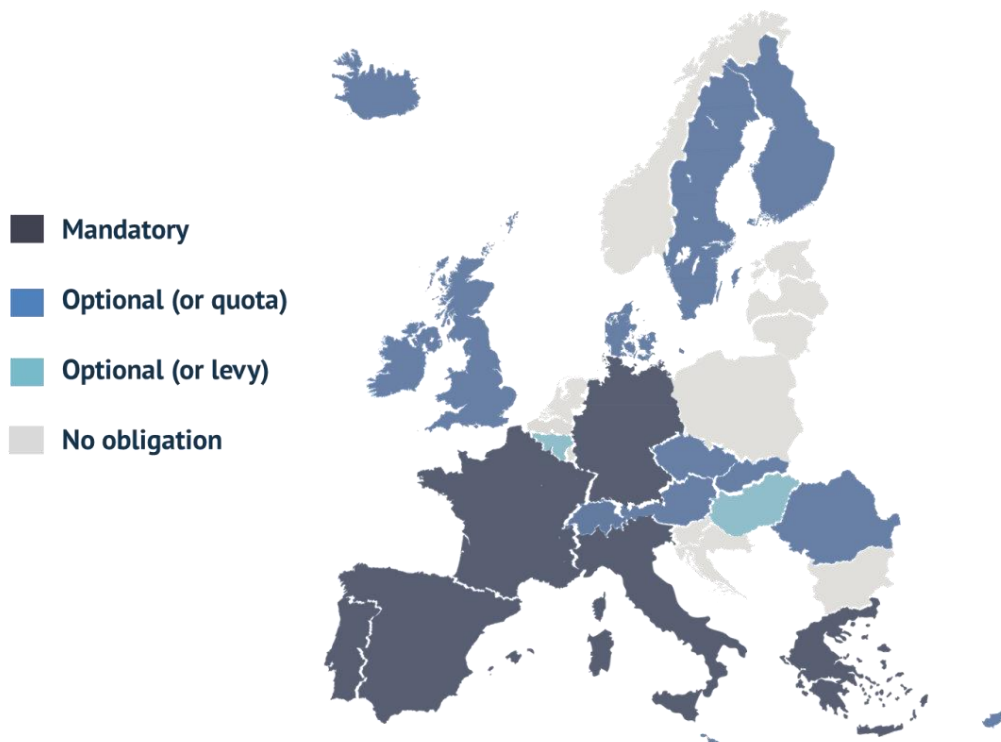 Mandatory
Optional (or quota)
Optional (or levy)
No obligation